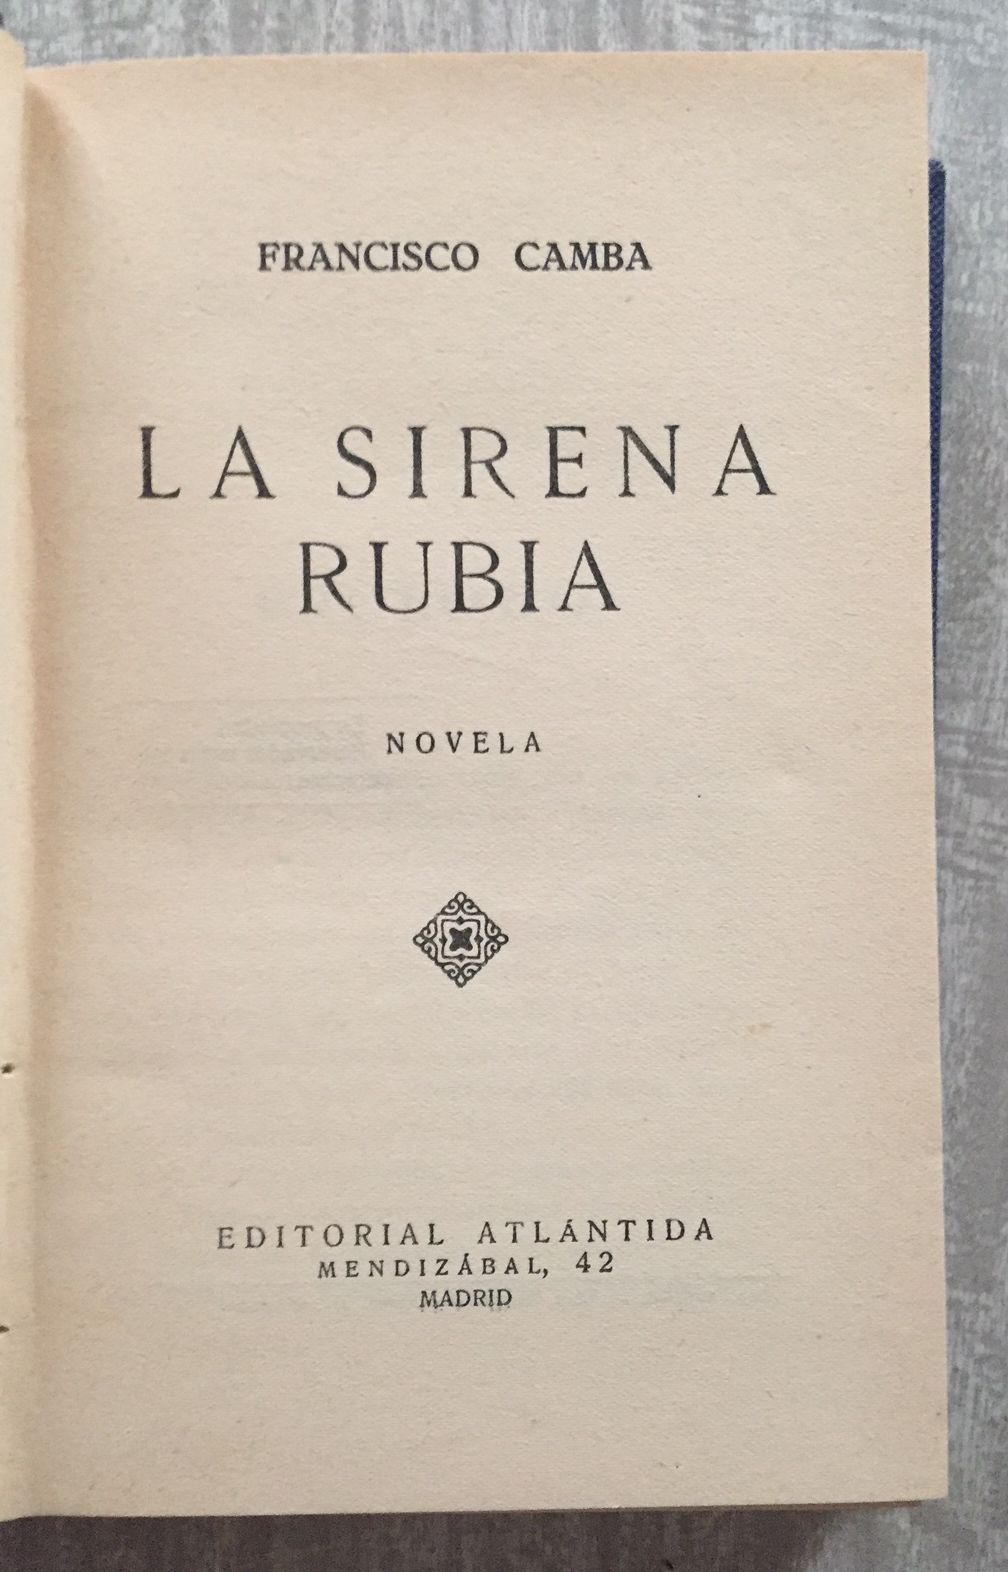 FRANCISCO CAMBA
LA SIRENA
RUBIA
NOVELA
EDITORIAL ATLÁNTIDA
MENDIZÁBAL, 42
MADRID